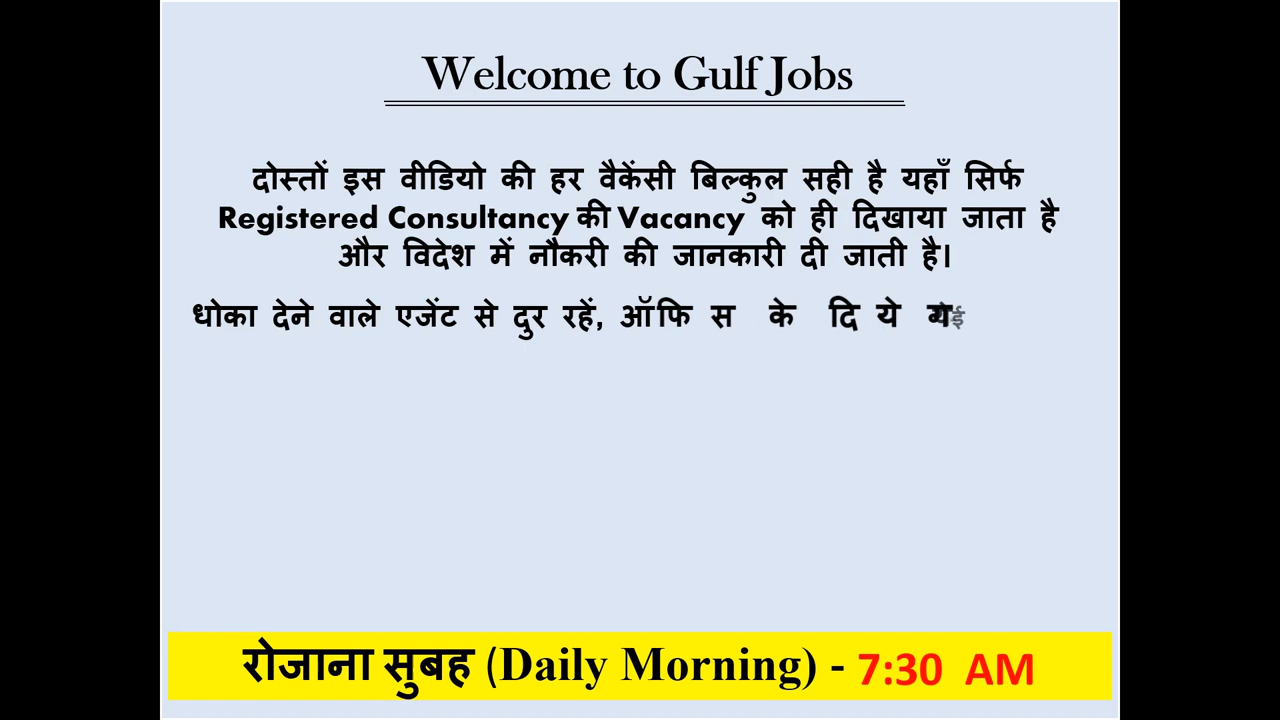 Welcome to Gulf Jobs
दोस्तों इस वीडियो की हर वैकेंसी बिल्कुल सही है यहाँ सिर्फ
Registered Consultancy की Vacancy को ही दिखाया जाता है
और विदेश में नौकरी की जानकारी दी जाती है।
धोका देने वाले एजेंट से दुर रहें, ऑफिस के दिये
रोजाना सुबह (Daily Morning) - 7:30 AM